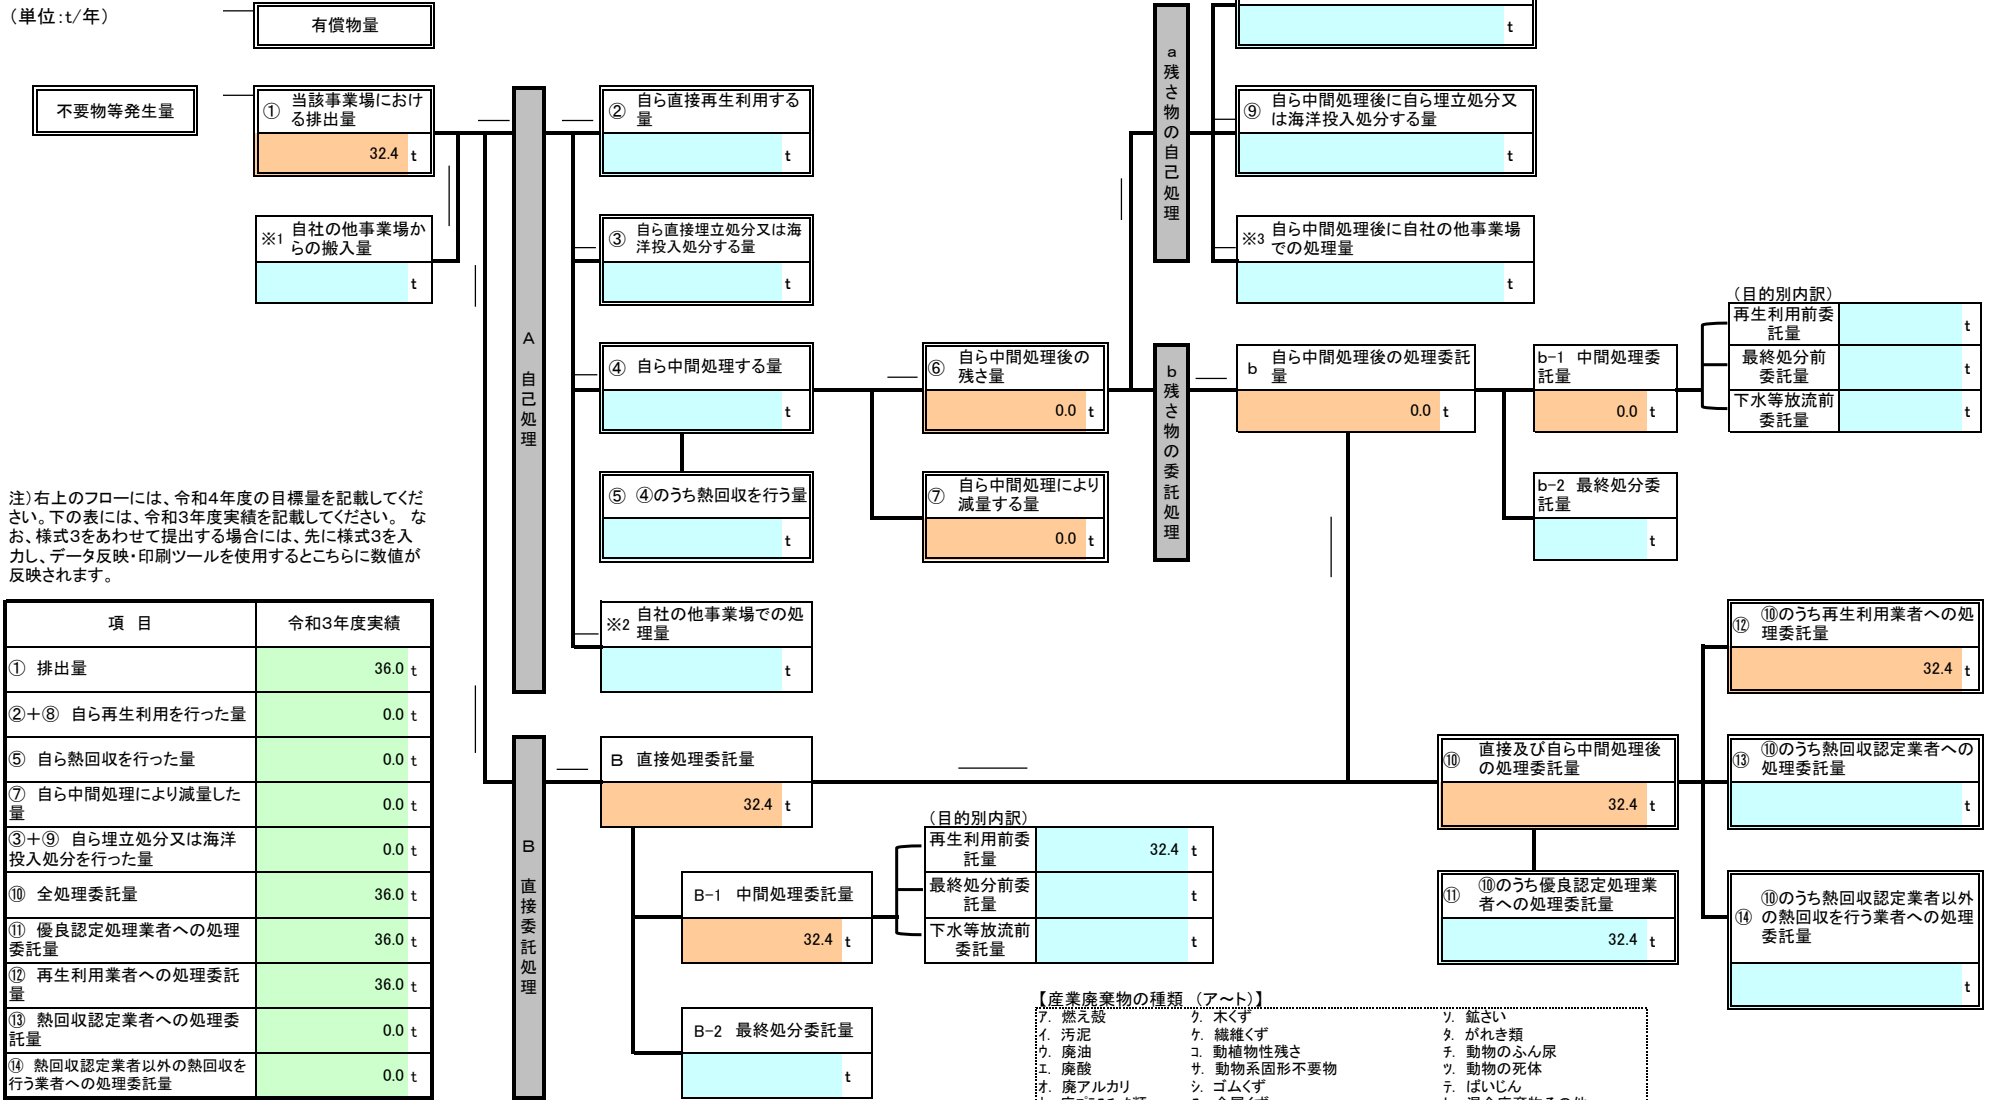 （単位:t/年）
有償物量
t
不要物等発生量
① 当該事業場におけ
る排出量
32.4 t
※1 自社の他事業場か
らの搬入量
t
A 自己処理
② 自ら直接再生利用する
量
t
③ 自ら直接埋立処分又は海
洋投入処分する量
t
④ 自ら中間処理する量
t
⑤ ④のうち熱回収を行う量
t
※2 自社の他事業場での処
理量
t
⑥ 自ら中間処理後の
残さ量
0.0 t
⑦ 自ら中間処理により
減量する量
0.0 t
a 残さ物の自己処理
⑨ 自ら中間処理後に自ら埋立処分又
は海洋投入処分する量
t
※3 自ら中間処理後に自社の他事業場
での処理量
t
b 残さ物の委託処理
b 自ら中間処理後の処理委託
量
0.0 t
b-1 中間処理委
託量
0.0 t
b-2 最終処分委
託量
t
（目的別内訳）
再生利用前委
託量
t
最終処分前
委託量
t
下水等放流前
委託量
t
注)右上のフローには、令和4年度の目標量を記載してくだ
さい。下の表には、令和3年度実績を記載してください。 な
お、様式3をあわせて提出する場合には、先に様式3を入
力し、データ反映・印刷ツールを使用するとこちらに数値が
反映されます。
項 目 令和3年度実績
① 排出量 36.0 t
②＋⑧ 自ら再生利用を行った量 0.0 t
⑤ 自ら熱回収を行った量 0.0 t
⑦ 自ら中間処理により減量した
量 0.0 t
③＋⑨ 自ら埋立処分又は海洋
投入処分を行った量 0.0 t
⑩ 全処理委託量 36.0 t
⑪ 優良認定処理業者への処理
委託量 36.0 t
⑫ 再生利用業者への処理委託
量 36.0 t
⑬ 熱回収認定業者への処理委
託量 0.0 t
⑭ 熱回収認定業者以外の熱回収を
行う業者への処理委託量 0.0 t
B 直接委託処理
B 直接処理委託量
32.4 t
B-1 中間処理委託量
32.4 t
B-2 最終処分委託量
t
（目的別内訳）
再生利用前委
託量
32.4 t
最終処分前委
託量
t
下水等放流前
委託量
t
⑩ 直接及び自ら中間処理後
の処理委託量
32.4 t
⑪ ⑩のうち優良認定処理業
者への処理委託量
32.4 t
⑫ ⑩のうち再生利用業者への処
理委託量
32.4 t
⑬ ⑩のうち熱回収認定業者への
処理委託量
t
⑭ ⑩のうち熱回収認定業者以外
の熱回収を行う業者への処理
委託量
t
【産業廃棄物の種類 （ア～ト）】
ア. 燃え殻 ク. 木くず ソ. 鉱さい
イ. 汚泥 ケ. 繊維くず タ. がれき類
ウ. 廃油 コ. 動植物性残さ チ. 動物のふん尿
エ. 廃酸 サ. 動物系固形不要物 ツ. 動物の死体
オ. 廃アルカリ シ. ゴムくず テ. ばいじん